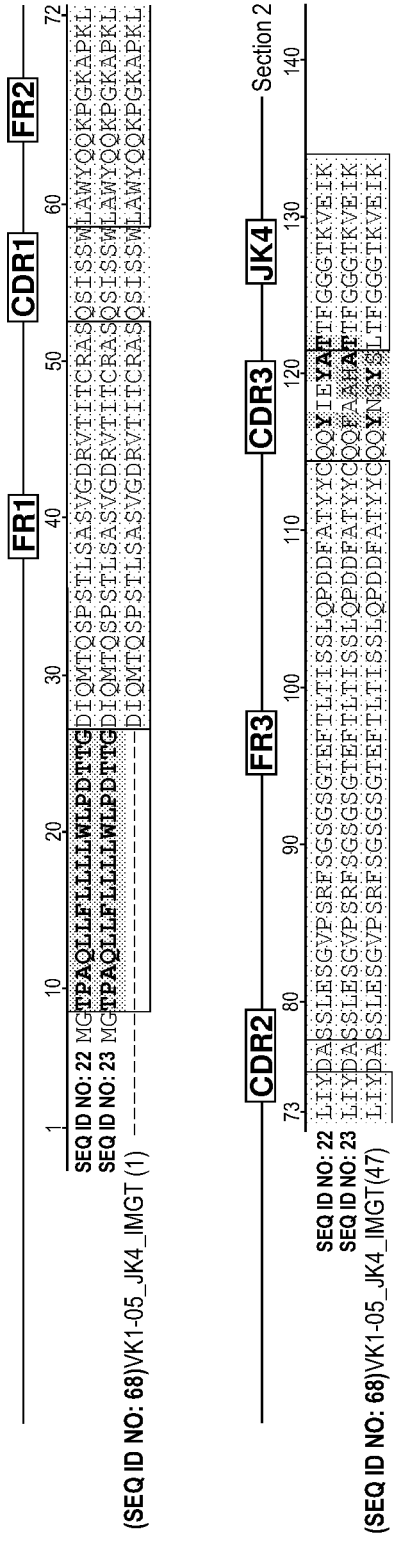 FR1 CDR1 FR2
1 10 20 30 40 50 60 72
SEQ ID NO: 22 MGTPAQLLFLLLLWLPDTTGDIQMTQSPSTLSASVGDRVTITCRASQSISSWLAWYQQKPGKAPKL
SEQ ID NO: 23 MGTPAQLLFLLLLWLPDTTGDIQMTQSPSTLSASVGDRVTITCRASQSISSWLAWYQQKPGKAPKL
(SEQ ID NO: 68)VK1-05_JK4_IMGT (1) --------------------DIQMTQSPSTLSASVGDRVTITCRASQSISSWLAWYQQKPGKAPKL
Section 2
CDR2 FR3 CDR3 JK4
73 80 90 100 110 120 130 140
SEQ ID NO: 22 LIYDASSLESGVPSRFSGSGSGTEFTLTISSLQPDDFATYYCQQYIEYATTFGGGTKVEIK
SEQ ID NO: 23 LIYDASSLESGVPSRFSGSGSGTEFTLTISSLQPDDFATYYCQQFAAHATTFGGGTKVEIK
(SEQ ID NO: 68)VK1-05_JK4_IMGT(47) LIYDASSLESGVPSRFSGSGSGTEFTLTISSLQPDDFATYYCQQYNSYSLTFGGGTKVEIK